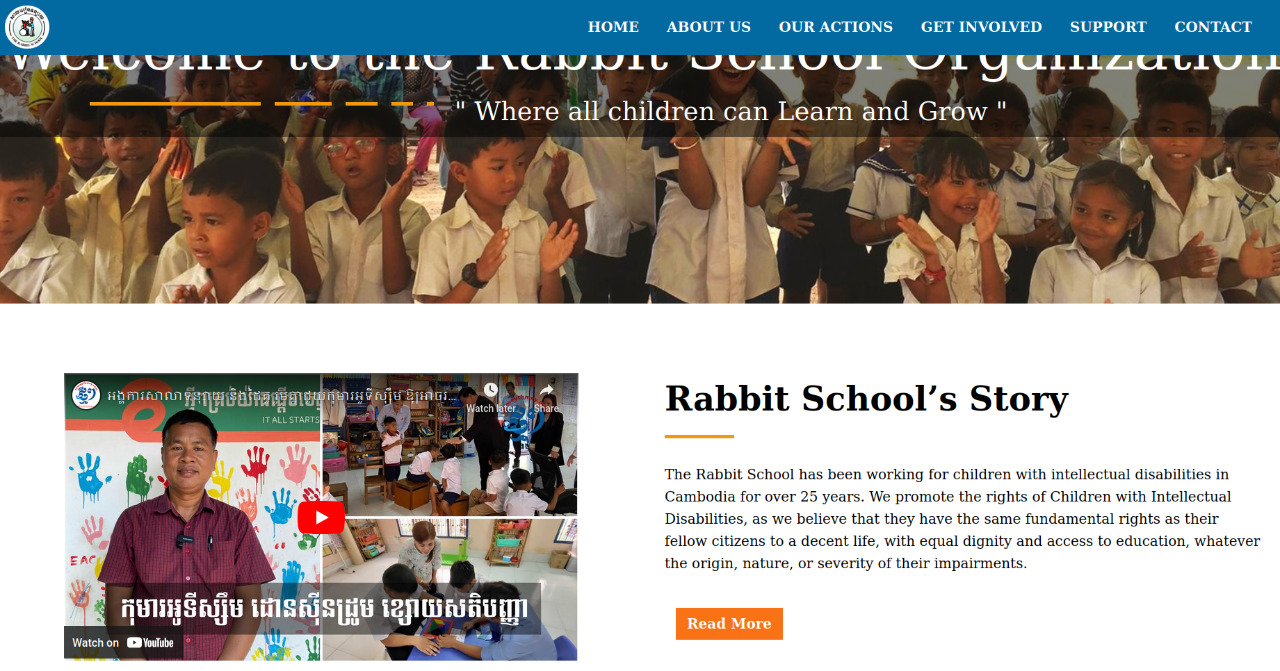 HOME ABOUT US OUR ACTIONS GET INVOLVED SUPPORT CONTACT
Welcome to the Rabbit School Organization
" Where all children can Learn and Grow "
IT ALL STARTS
Watch later Share
EAC
កុមារអូទីស្សឹម ដោនស៊ីនដ្រូម ខ្សោយសតិបញ្ញា
Watch on YouTube
Rabbit School’s Story
The Rabbit School has been working for children with intellectual disabilities in
Cambodia for over 25 years. We promote the rights of Children with Intellectual
Disabilities, as we believe that they have the same fundamental rights as their
fellow citizens to a decent life, with equal dignity and access to education, whatever
the origin, nature, or severity of their impairments.
Read More